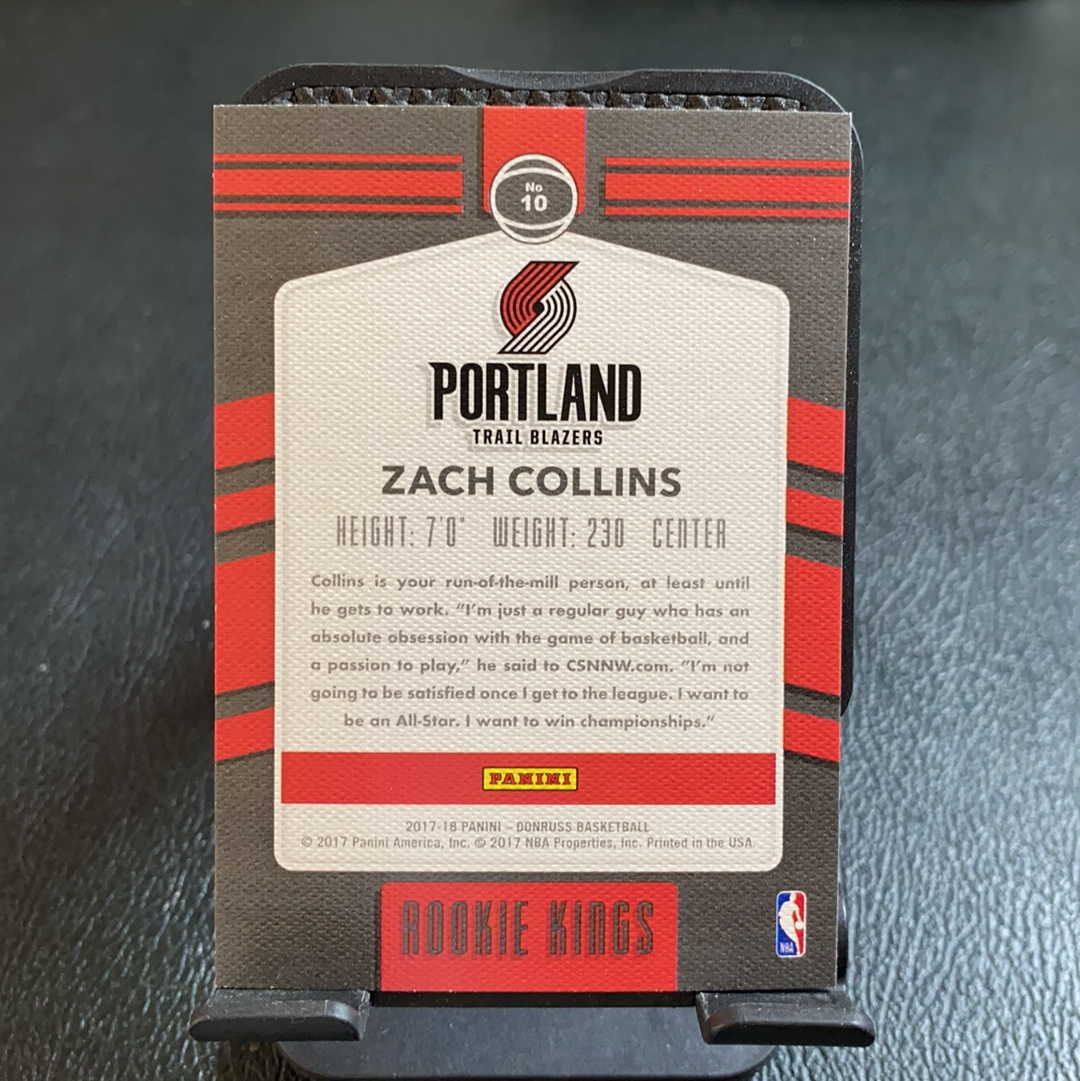 No
10
PORTLAND
TRAIL BLAZERS
ZACH COLLINS
HEIGHT: 7'0" WEIGHT: 230 CENTER
Collins is your run-of-the-mill person, at least until
he gets to work. “I’m just a regular guy who has an
absolute obsession with the game of basketball, and
a passion to play,” he said to CSNNW.com. “I’m not
going to be satisfied once I get to the league. I want to
be an All-Star. I want to win championships.”
PANINI
2017-18 PANINI – DONRUSS BASKETBALL
© 2017 Panini America, Inc. © 2017 NBA Properties, Inc. Printed in the USA.
ROOKIE KINGS
NBA